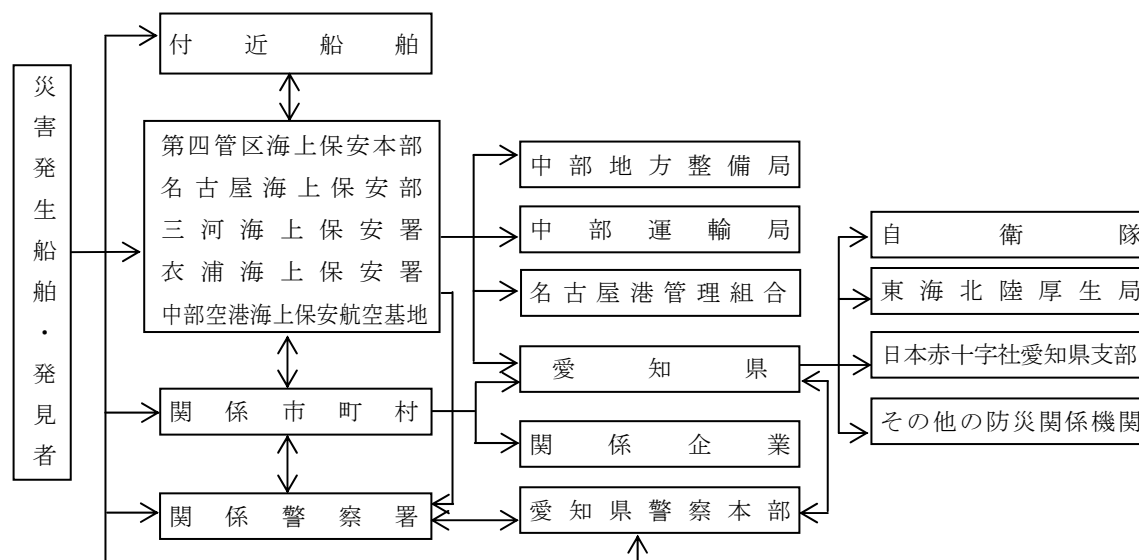 災害発生船舶・発見者
付近船舶
第四管区海上保安本部
名古屋海上保安部
三河海上保安署
衣浦海上保安署
中部空港海上保安航空基地
関係市町村
関係警察署
中部地方整備局
中部運輸局
名古屋港管理組合
愛知県
関係企業
愛知県警察本部
自衛隊
東海北陸厚生局
日本赤十字社愛知県支部
その他の防災関係機関